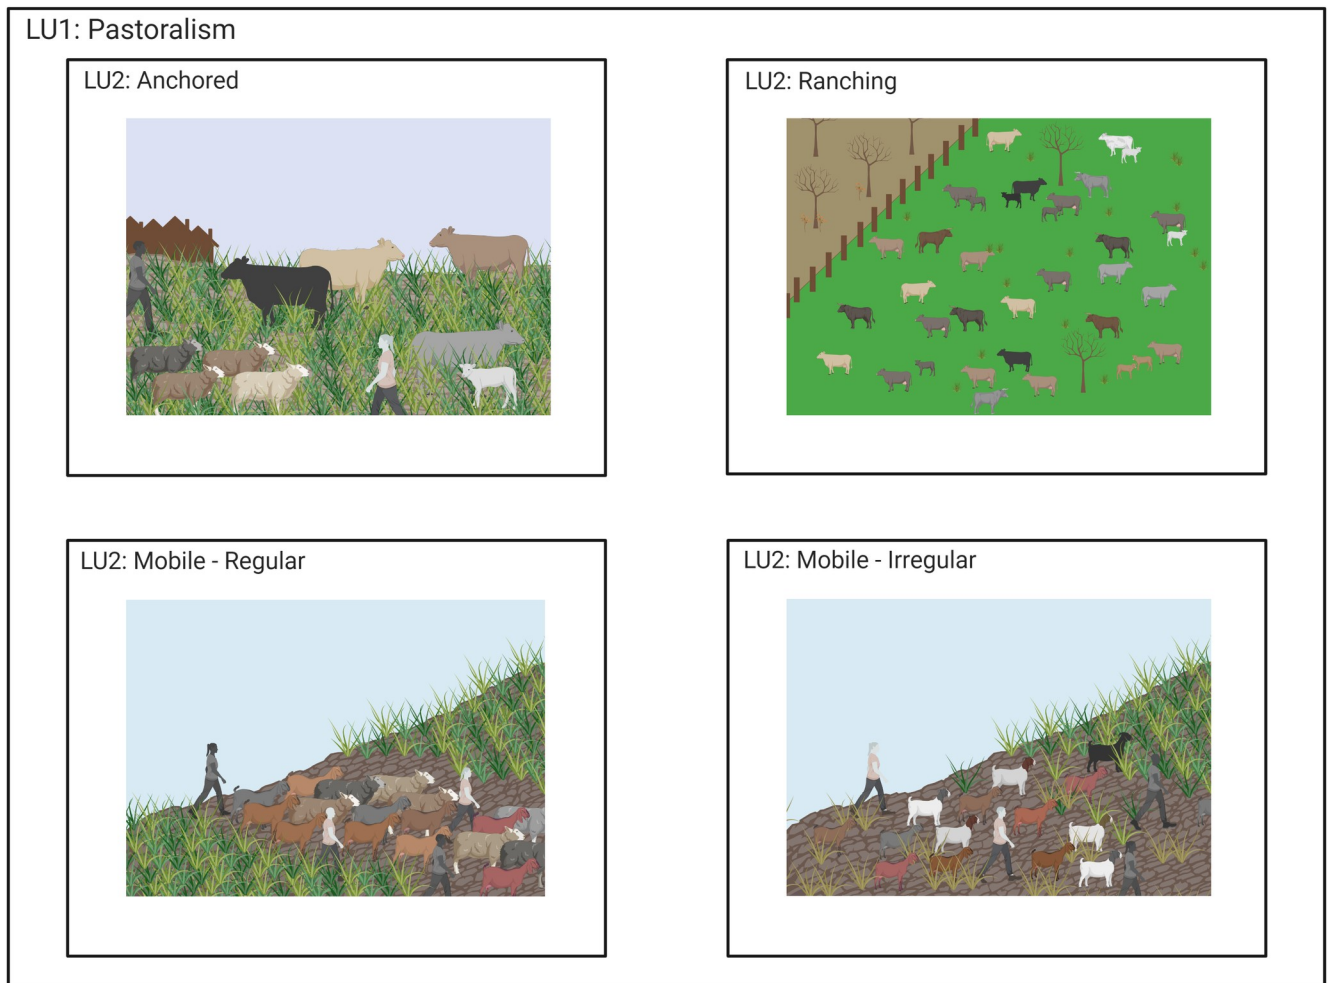 LU1: Pastoralism
LU2: Anchored
LU2: Ranching
LU2: Mobile - Regular
LU2: Mobile - Irregular